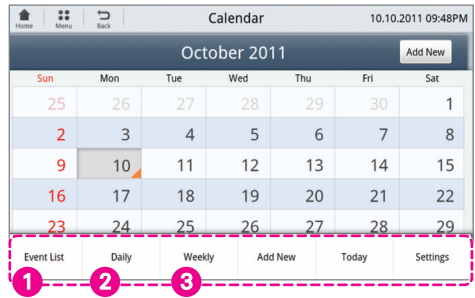 Home Menu Back Calendar 10.10.2011 09:48PM
October 2011 Add New
Sun Mon Tue Wed Thu Fri Sat
25 26 27 28 29 30 1
2 3 4 5 6 7 8
9 10 11 12 13 14 15
16 17 18 19 20 21 22
23 24 25 26 27 28 29
Event List Daily Weekly Add New Today Settings
1 2 3